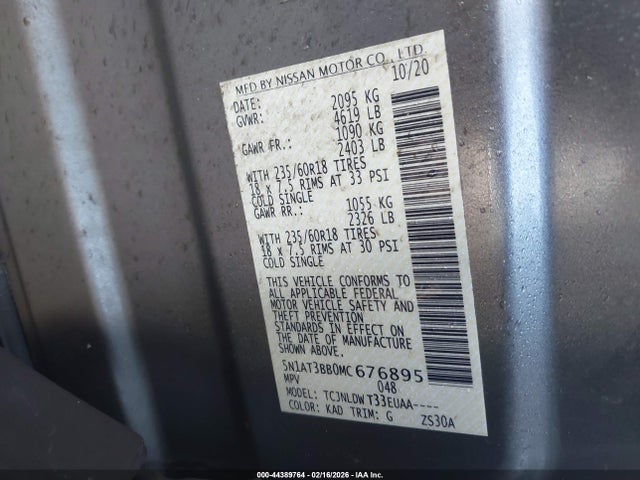 MFD BY NISSAN MOTOR CO., LTD.
DATE: 10/20
GVWR: 2095 KG
4619 LB
GAWR FR.: 1090 KG
2403 LB
WITH 235/60R18 TIRES
18 x 7.5 RIMS AT 33 PSI
COLD SINGLE
GAWR RR.: 1055 KG
2326 LB
WITH 235/60R18 TIRES
18 x 7.5 RIMS AT 30 PSI
COLD SINGLE
THIS VEHICLE CONFORMS TO
ALL APPLICABLE FEDERAL
MOTOR VEHICLE SAFETY AND
THEFT PREVENTION
STANDARDS IN EFFECT ON
THE DATE OF MANUFACTURE
SHOWN ABOVE.
5N1AT3BB0MC676895
MPV 048
MODEL: TCJNLDWT33EUAA----
COLOR: KAD TRIM: G ZS30A
000-44389764 - 02/16/2026 - IAA Inc.